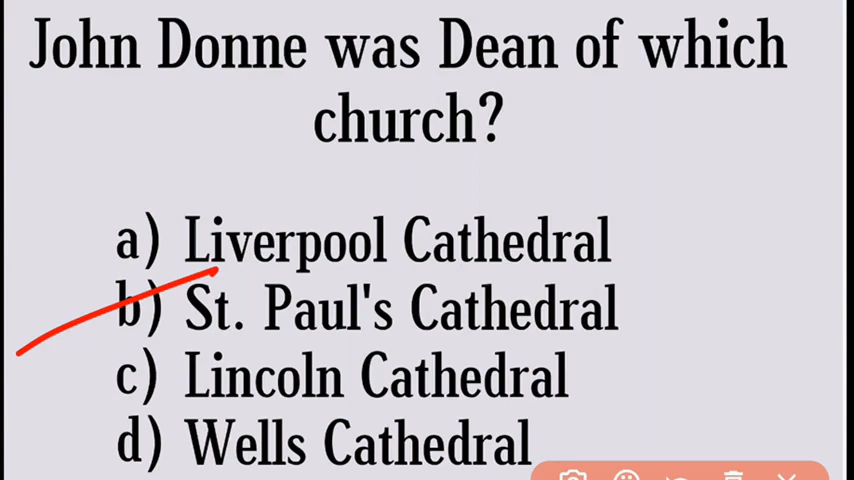 John Donne was Dean of which
church?
a) Liverpool Cathedral
b) St. Paul's Cathedral
c) Lincoln Cathedral
d) Wells Cathedral